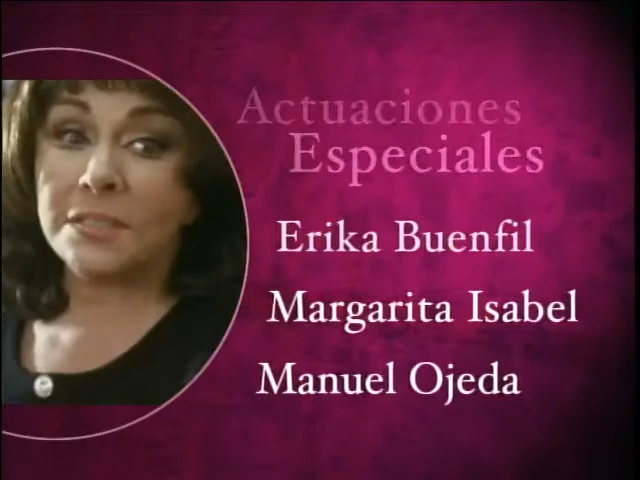 Actuaciones
Especiales
Erika Buenfil
Margarita Isabel
Manuel Ojeda